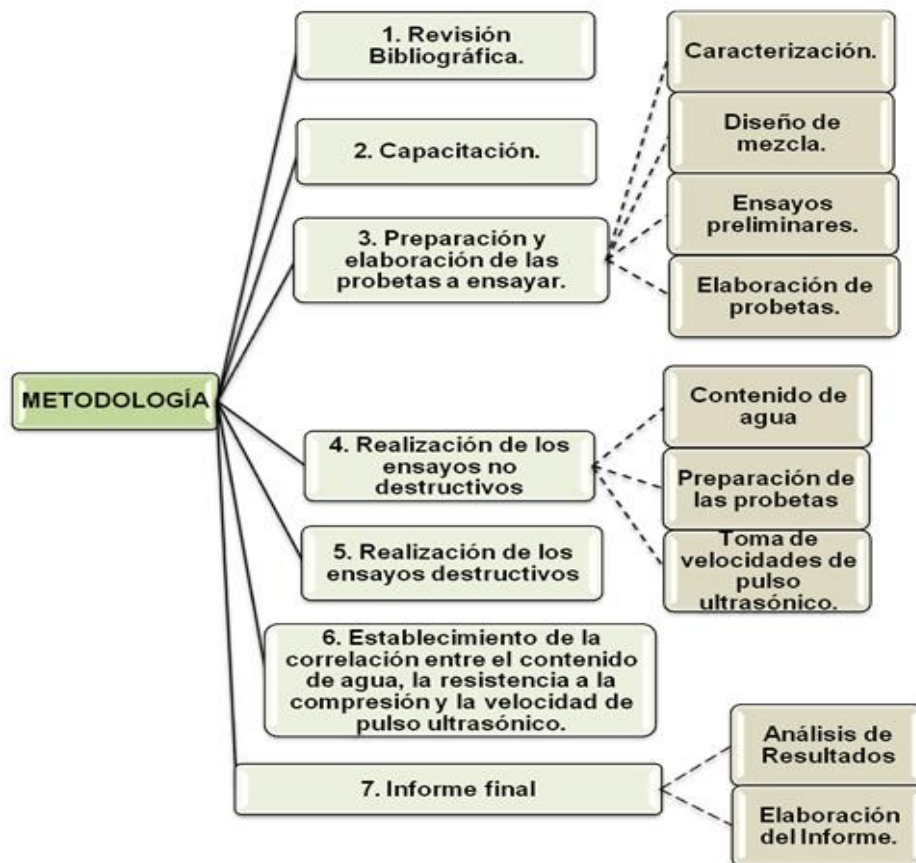 METODOLOGÍA
1. Revisión
Bibliográfica.
2. Capacitación.
3. Preparación y
elaboración de las
probetas a ensayar.
Caracterización.
Diseño de
mezcla.
Ensayos
preliminares.
Elaboración de
probetas.
4. Realización de los
ensayos no
destructivos
Contenido de
agua
Preparación de
las probetas
Toma de
velocidades de
pulso
ultrasónico.
5. Realización de los
ensayos destructivos
6. Establecimiento de la
correlación entre el contenido
de agua, la resistencia a la
compresión y la velocidad de
pulso ultrasónico.
7. Informe final
Análisis de
Resultados
Elaboración
del Informe.